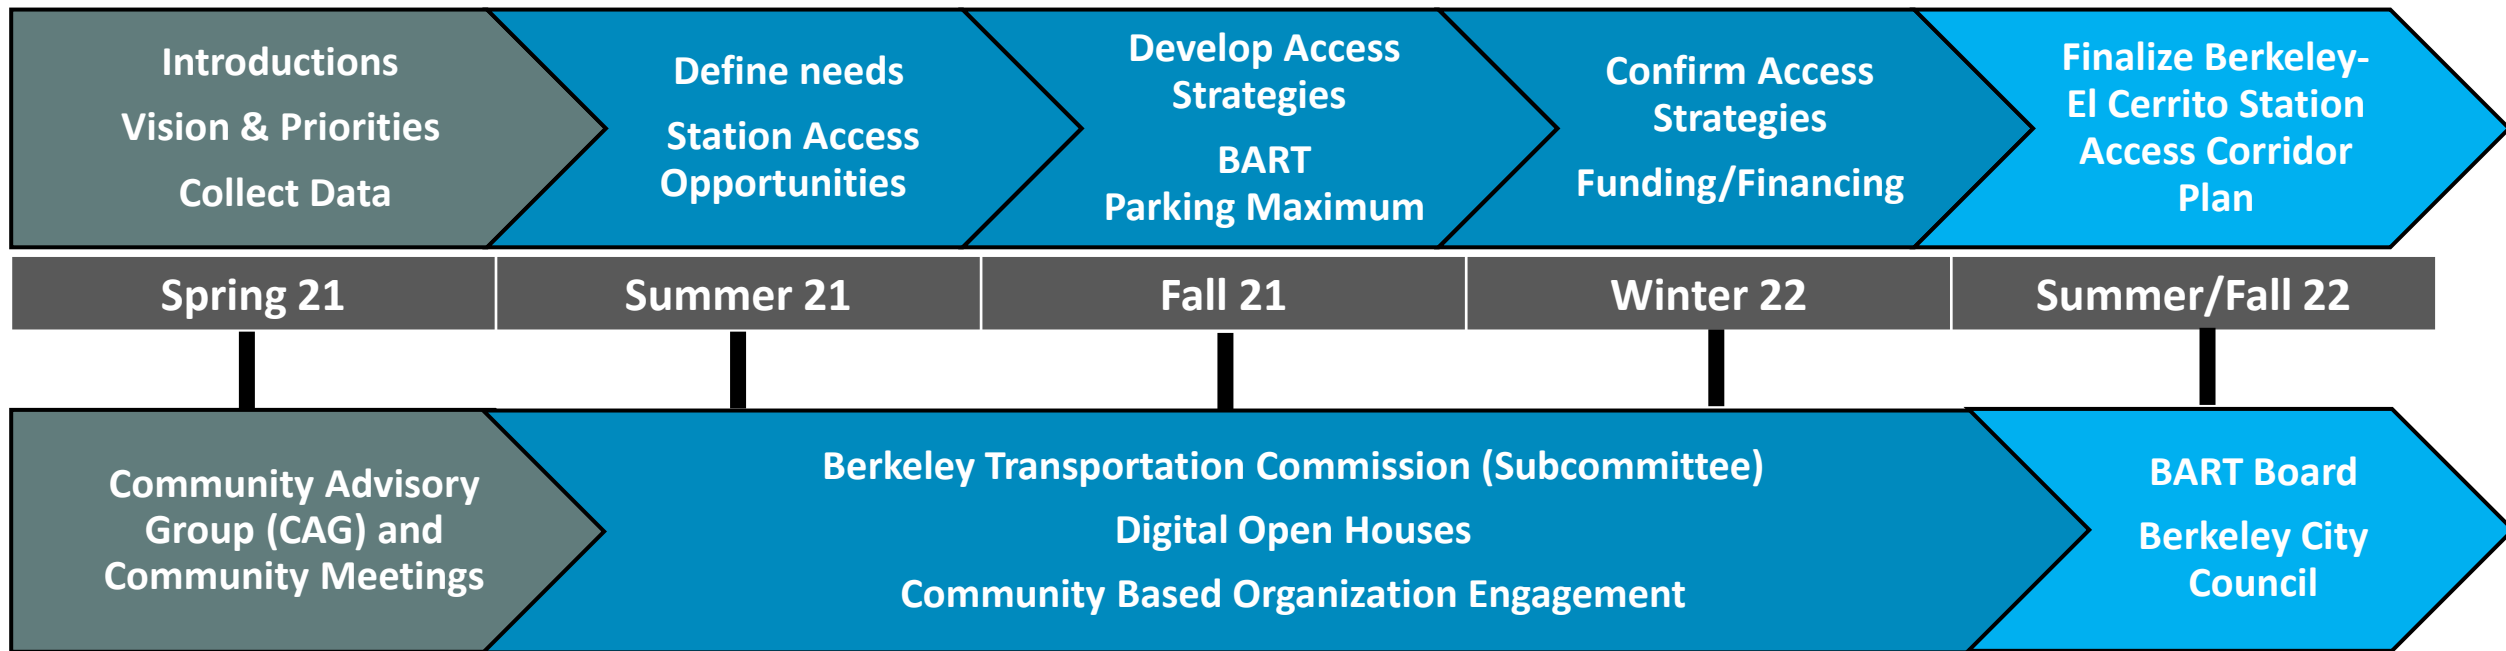 Introductions
Vision & Priorities
Collect Data
Define needs
Station Access
Opportunities
Develop Access
Strategies
BART
Parking Maximum
Confirm Access
Strategies
Funding/Financing
Finalize Berkeley-
El Cerrito Station
Access Corridor
Plan
Spring 21
Summer 21
Fall 21
Winter 22
Summer/Fall 22
Community Advisory
Group (CAG) and
Community Meetings
Berkeley Transportation Commission (Subcommittee)
Digital Open Houses
Community Based Organization Engagement
BART Board
Berkeley City
Council